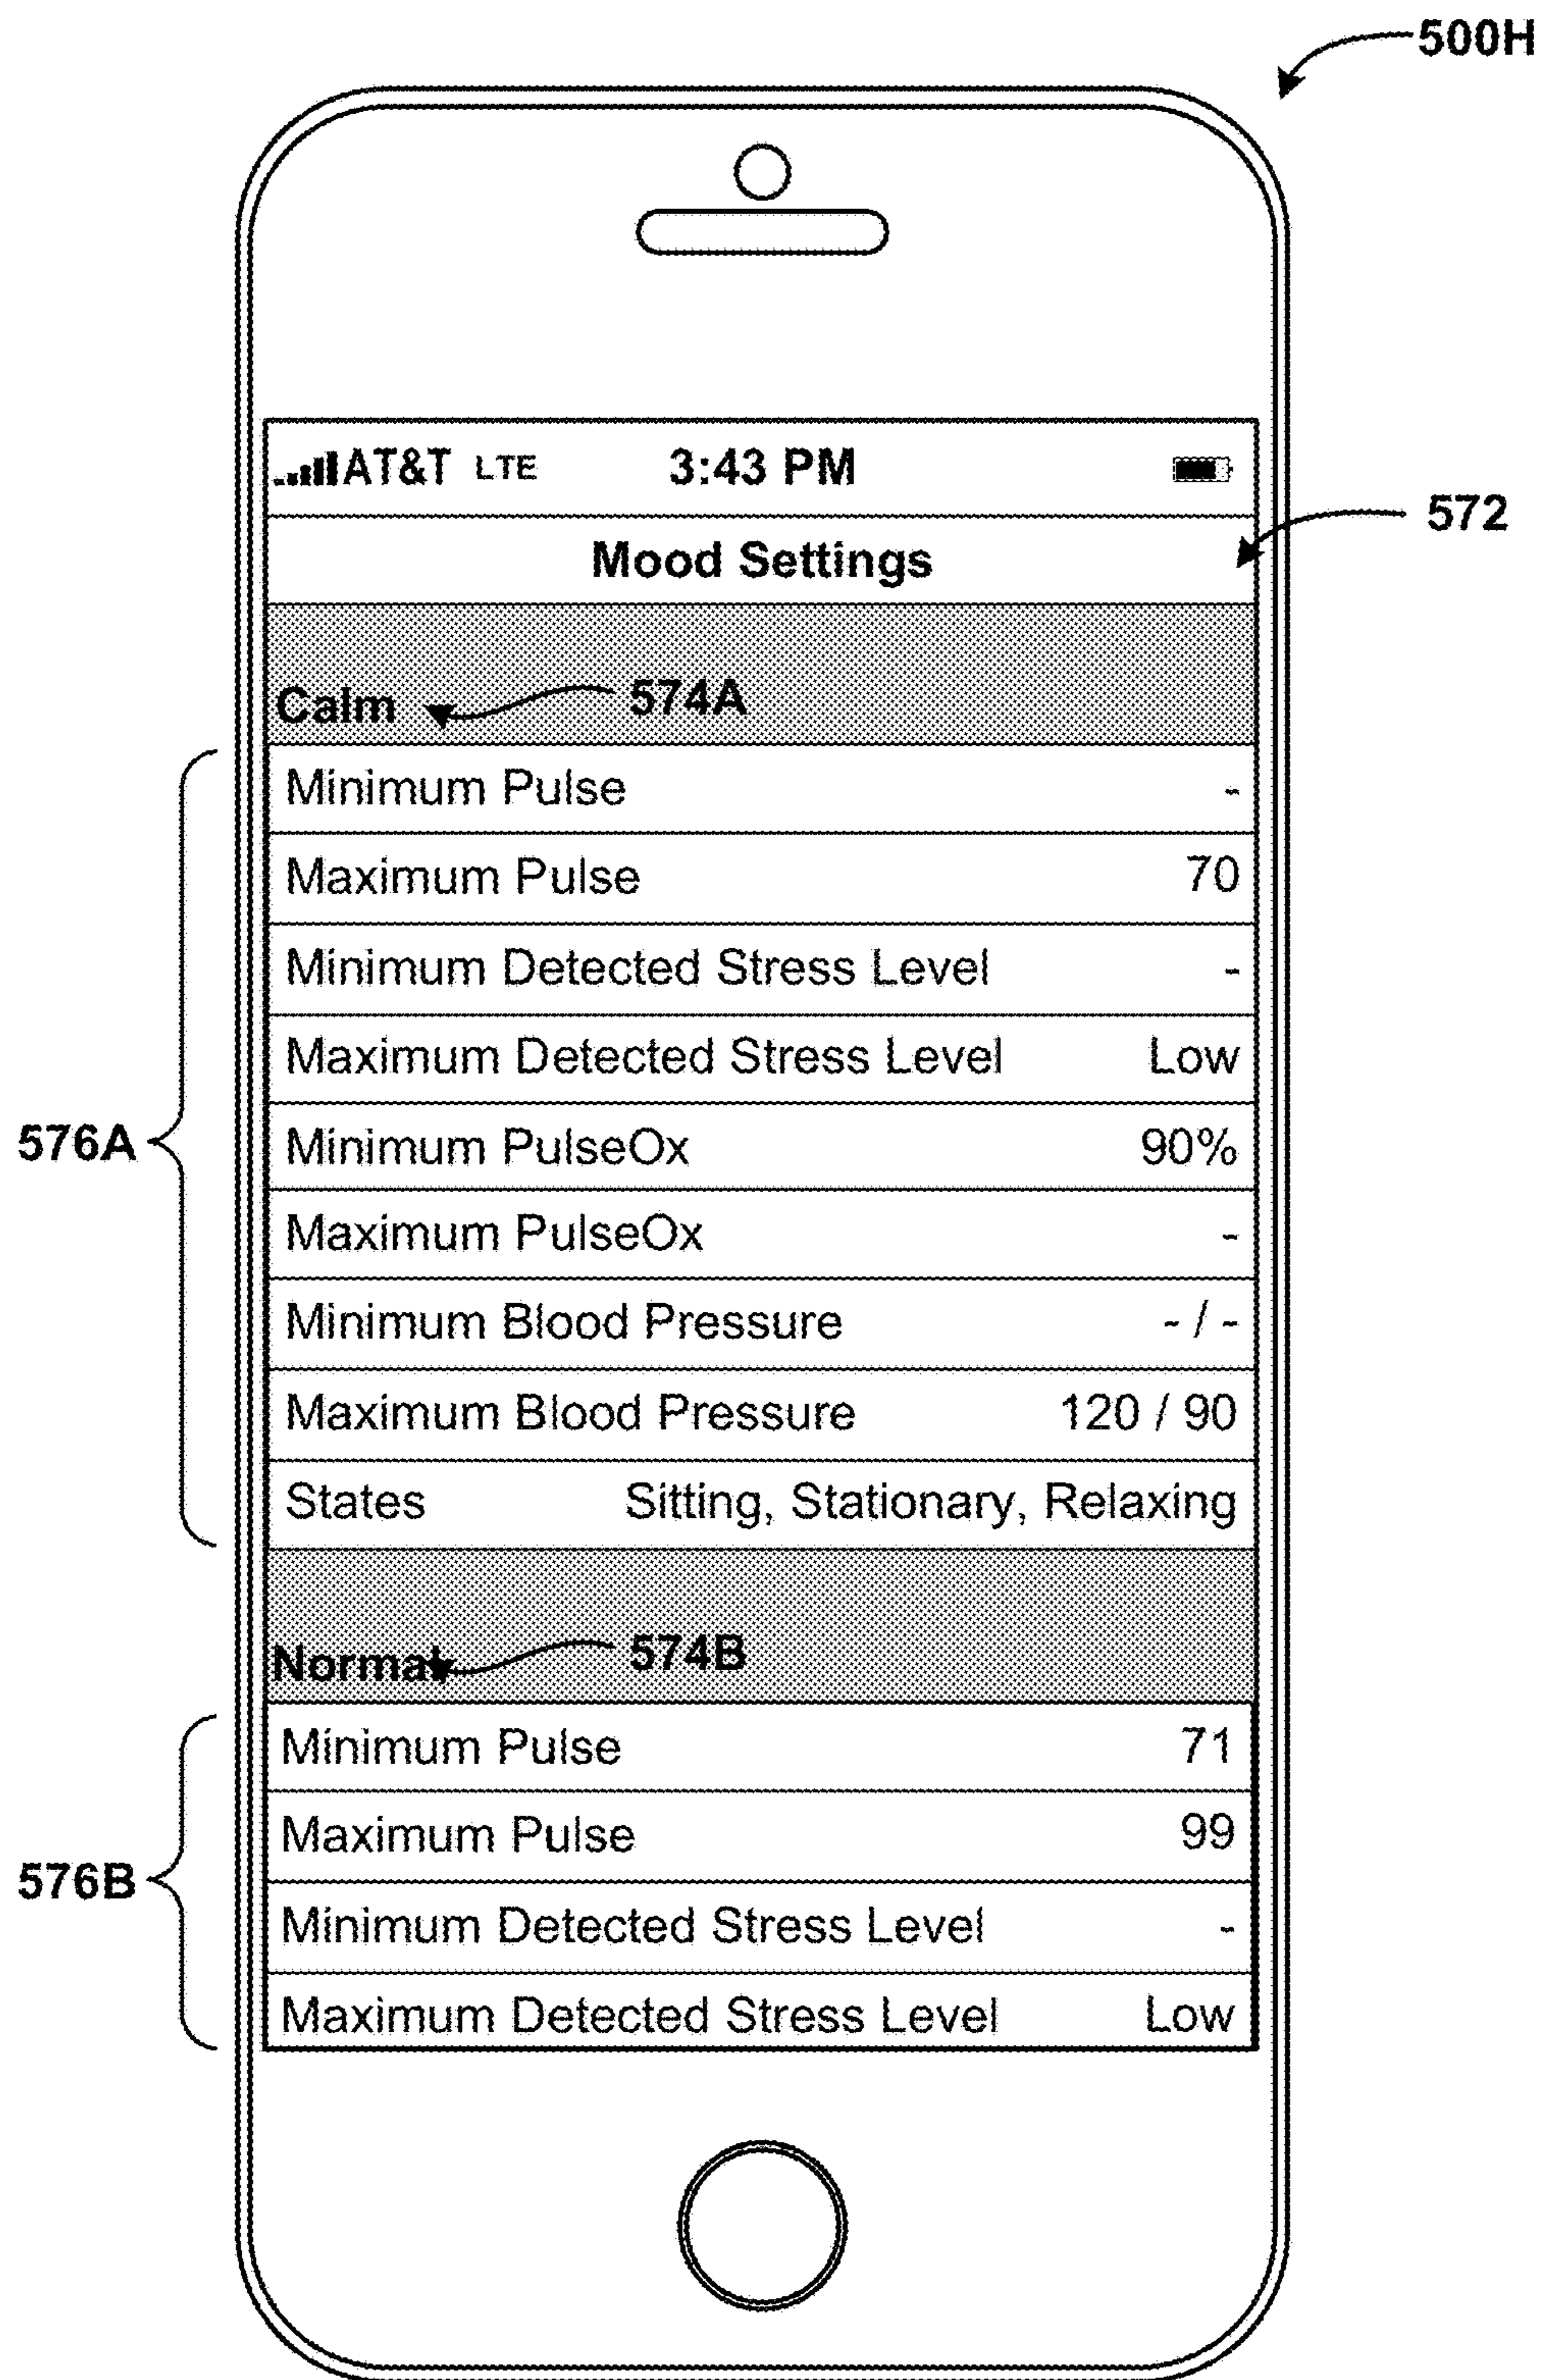 500H
AT&T LTE 3:43 PM
572
Mood Settings
Calm 574A
Minimum Pulse -
Maximum Pulse 70
Minimum Detected Stress Level -
Maximum Detected Stress Level Low
576A
Minimum PulseOx 90%
Maximum PulseOx -
Minimum Blood Pressure - / -
Maximum Blood Pressure 120 / 90
States Sitting, Stationary, Relaxing
Normal 574B
Minimum Pulse 71
Maximum Pulse 99
576B
Minimum Detected Stress Level -
Maximum Detected Stress Level Low